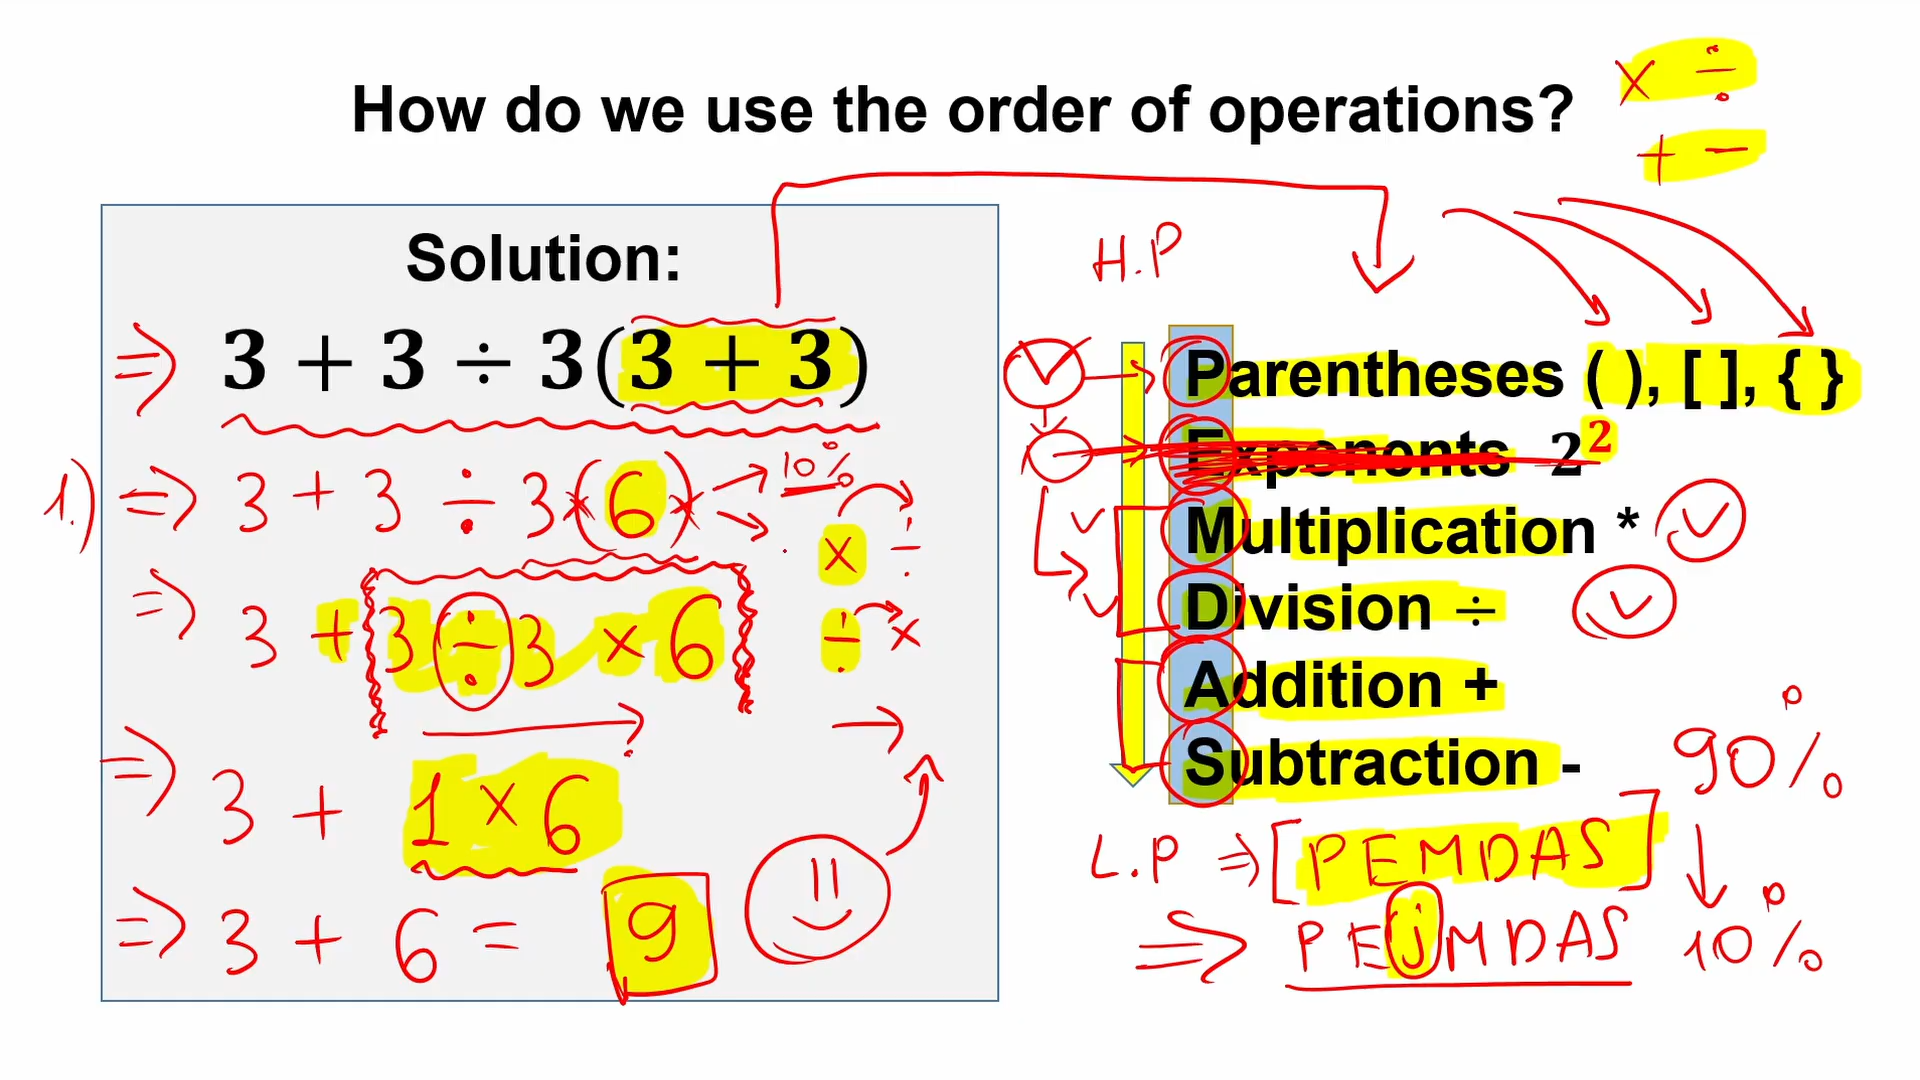 How do we use the order of operations?
× ÷
+ −
Solution:
3 + 3 ÷ 3(3 + 3)
1.) ⇒ 3 + 3 ÷ 3×(6)×
10%
× ÷
⇒ 3 + 3 ÷ 3 × 6
÷ ×
⇒ 3 + 1 × 6
⇒ 3 + 6 = 9
H.P
Parentheses ( ), [ ], { }
Exponents 2²
Multiplication *
Division ÷
Addition +
Subtraction -
90%
L.P ⇒ [PEMDAS]
⇒ PEjMDAS
10%